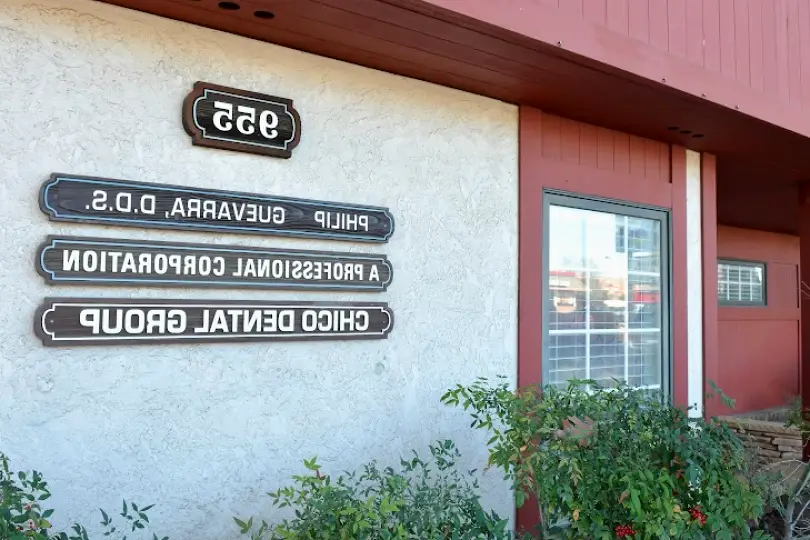 955
PHILIP GUEVARRA, D.D.S.
A PROFESSIONAL CORPORATION
CHICO DENTAL GROUP